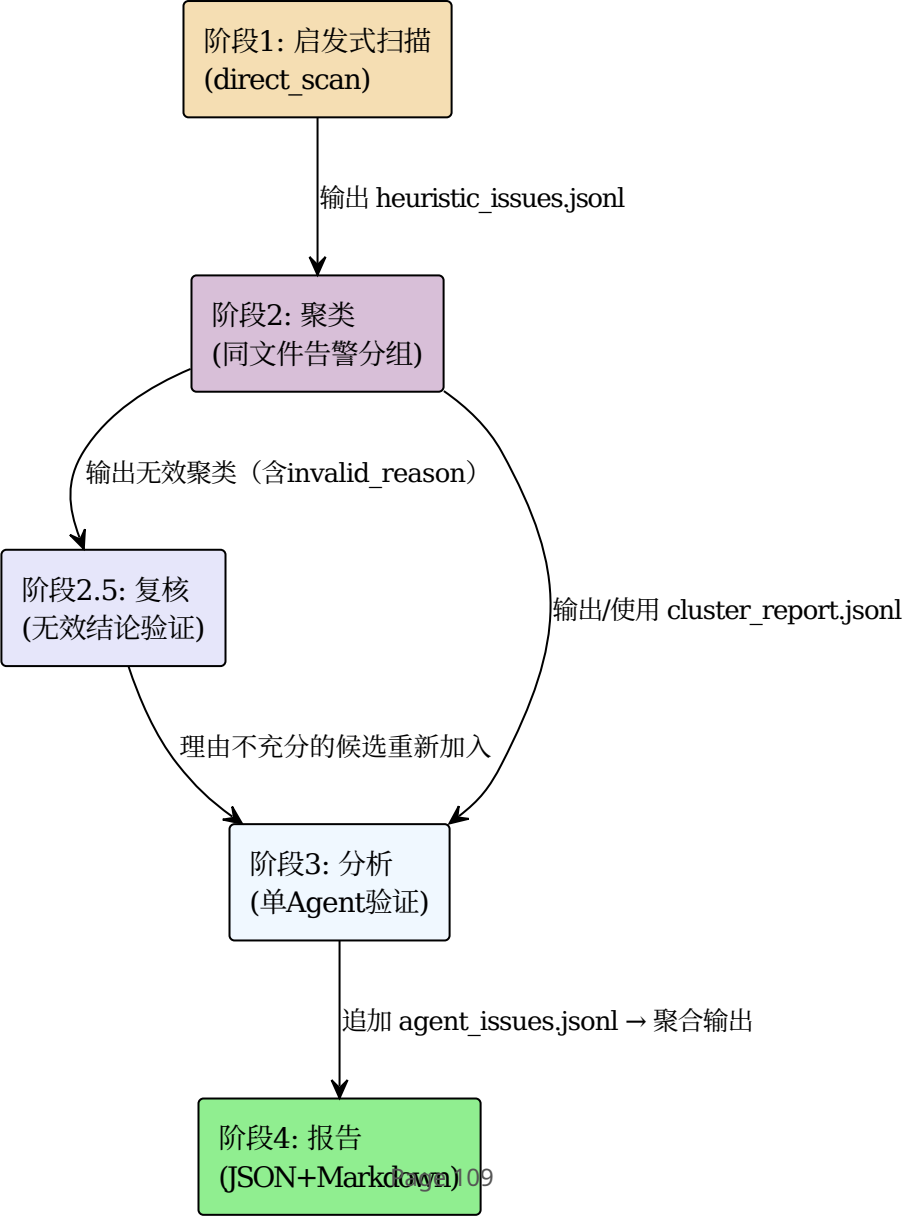 阶段1: 启发式扫描
(direct_scan)
输出 heuristic_issues.jsonl
阶段2: 聚类
(同文件告警分组)
输出无效聚类（含invalid_reason）
阶段2.5: 复核
(无效结论验证)
输出/使用 cluster_report.jsonl
理由不充分的候选重新加入
阶段3: 分析
(单Agent验证)
追加 agent_issues.jsonl → 聚合输出
阶段4: 报告
(JSON+Markdown)
Page 109